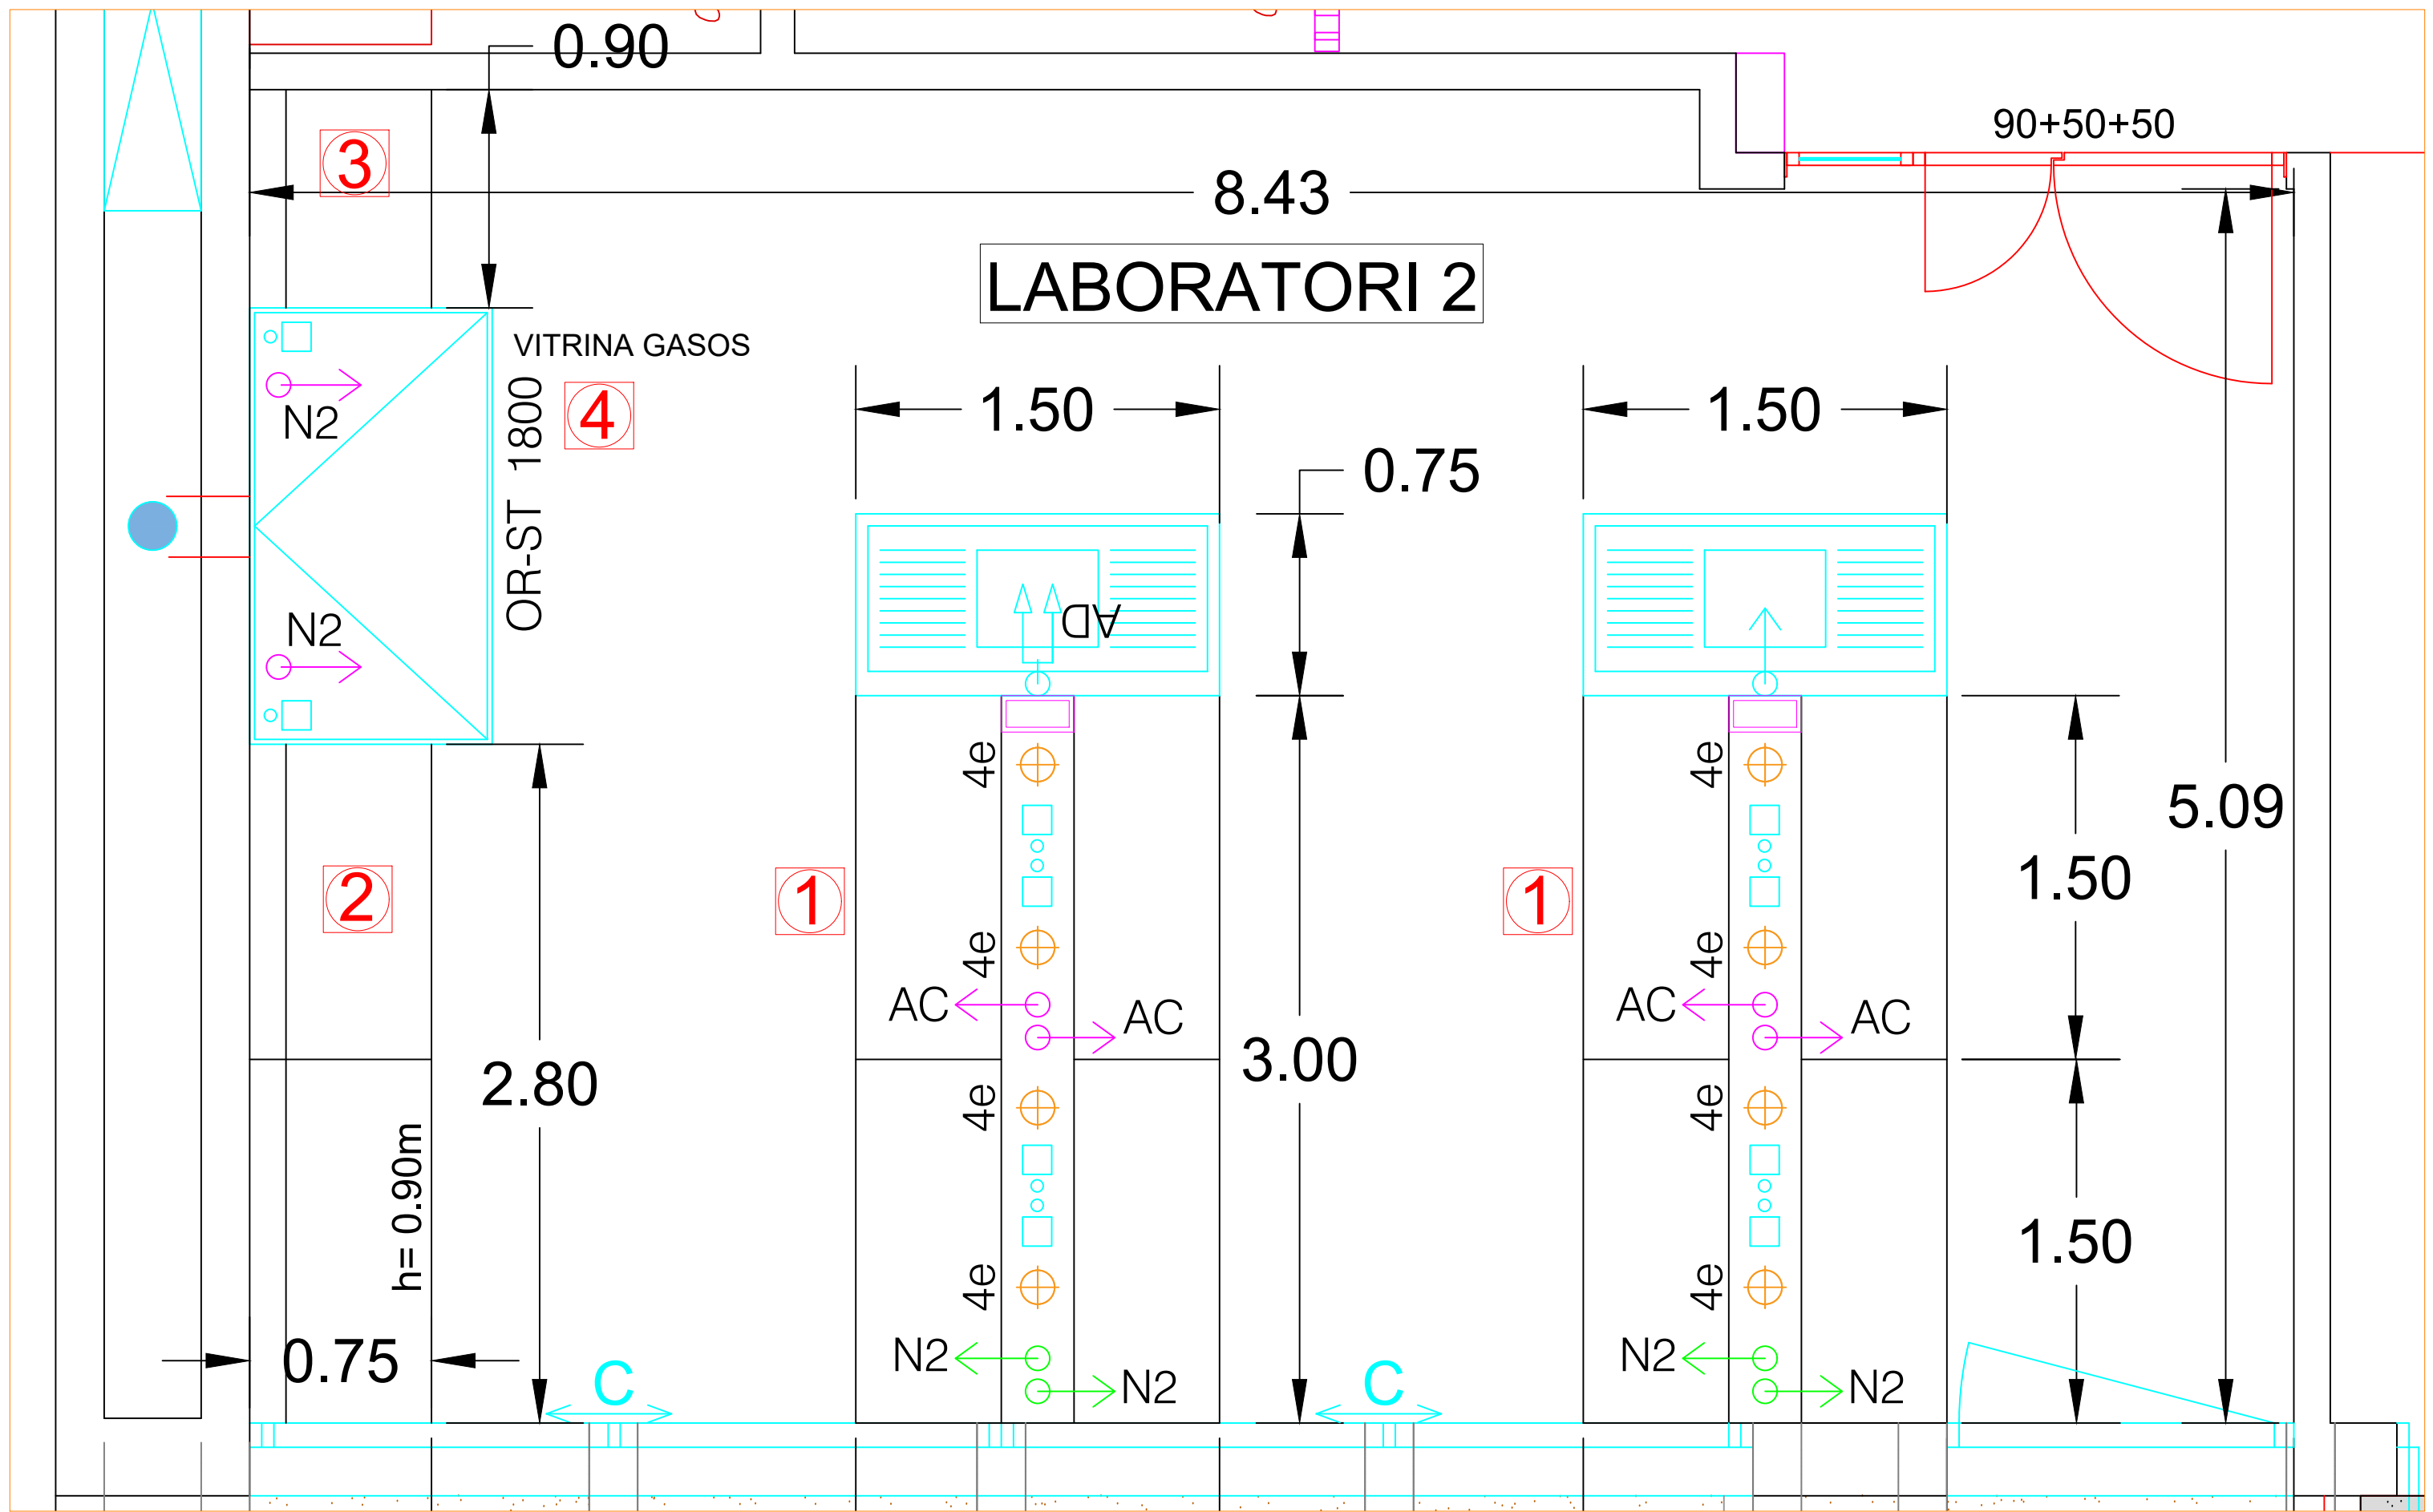 0.90
90+50+50
3
8.43
LABORATORI 2
VITRINA GASOS
N2
OR-ST 1800
4
1.50
1.50
0.75
N2
AD
4e
4e
5.09
2
1
1
1.50
4e
4e
AC
AC
AC
AC
2.80
3.00
4e
4e
h= 0.90m
1.50
4e
4e
0.75
C
N2
N2
C
N2
N2